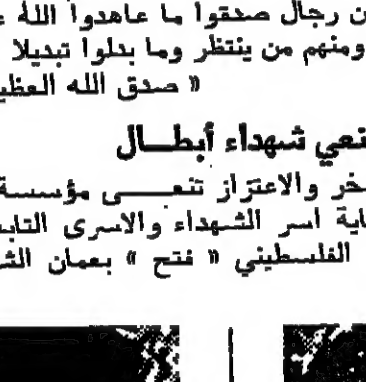 ن رجال صدقوا ما عاهدوا الله ع
ومنهم من ينتظر وما بدلوا تبديلا
« صدق الله العظي
نعي شهداء أبطال
خر والاعتزاز تنعى مؤسسة
اية اسر الشهداء والاسرى التاب
الفلسطيني « فتح » بعمان الش